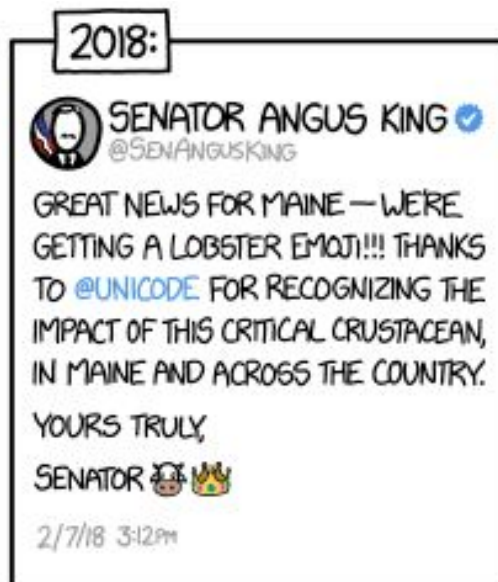 2018:
SENATOR ANGUS KING
@SENANGUSKING
GREAT NEWS FOR MAINE — WE'RE
GETTING A LOBSTER EMOJI!!! THANKS
TO @UNICODE FOR RECOGNIZING THE
IMPACT OF THIS CRITICAL CRUSTACEAN,
IN MAINE AND ACROSS THE COUNTRY.
YOURS TRULY,
SENATOR 🐮👑
2/7/18 3:12PM